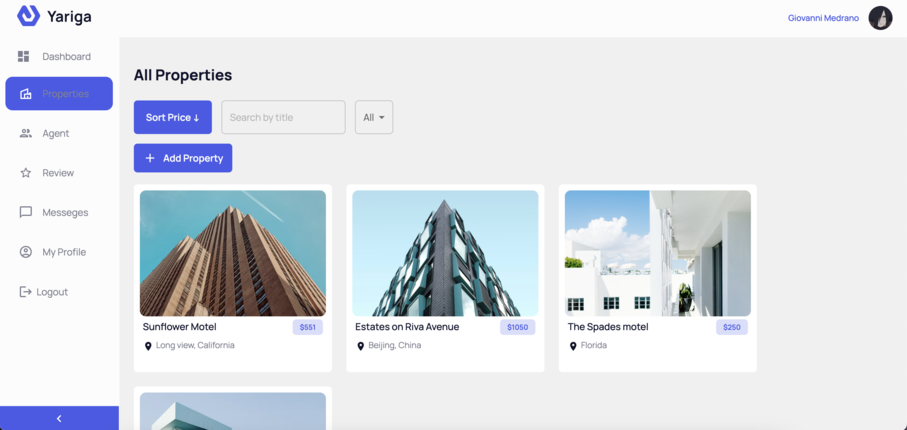 Yariga
Giovanni Medrano
Dashboard
Properties
Agent
Review
Messeges
My Profile
Logout
All Properties
Sort Price ↓
Search by title
All
+ Add Property
Sunflower Motel
$551
Long view, California
Estates on Riva Avenue
$1050
Beijing, China
The Spades motel
$250
Florida